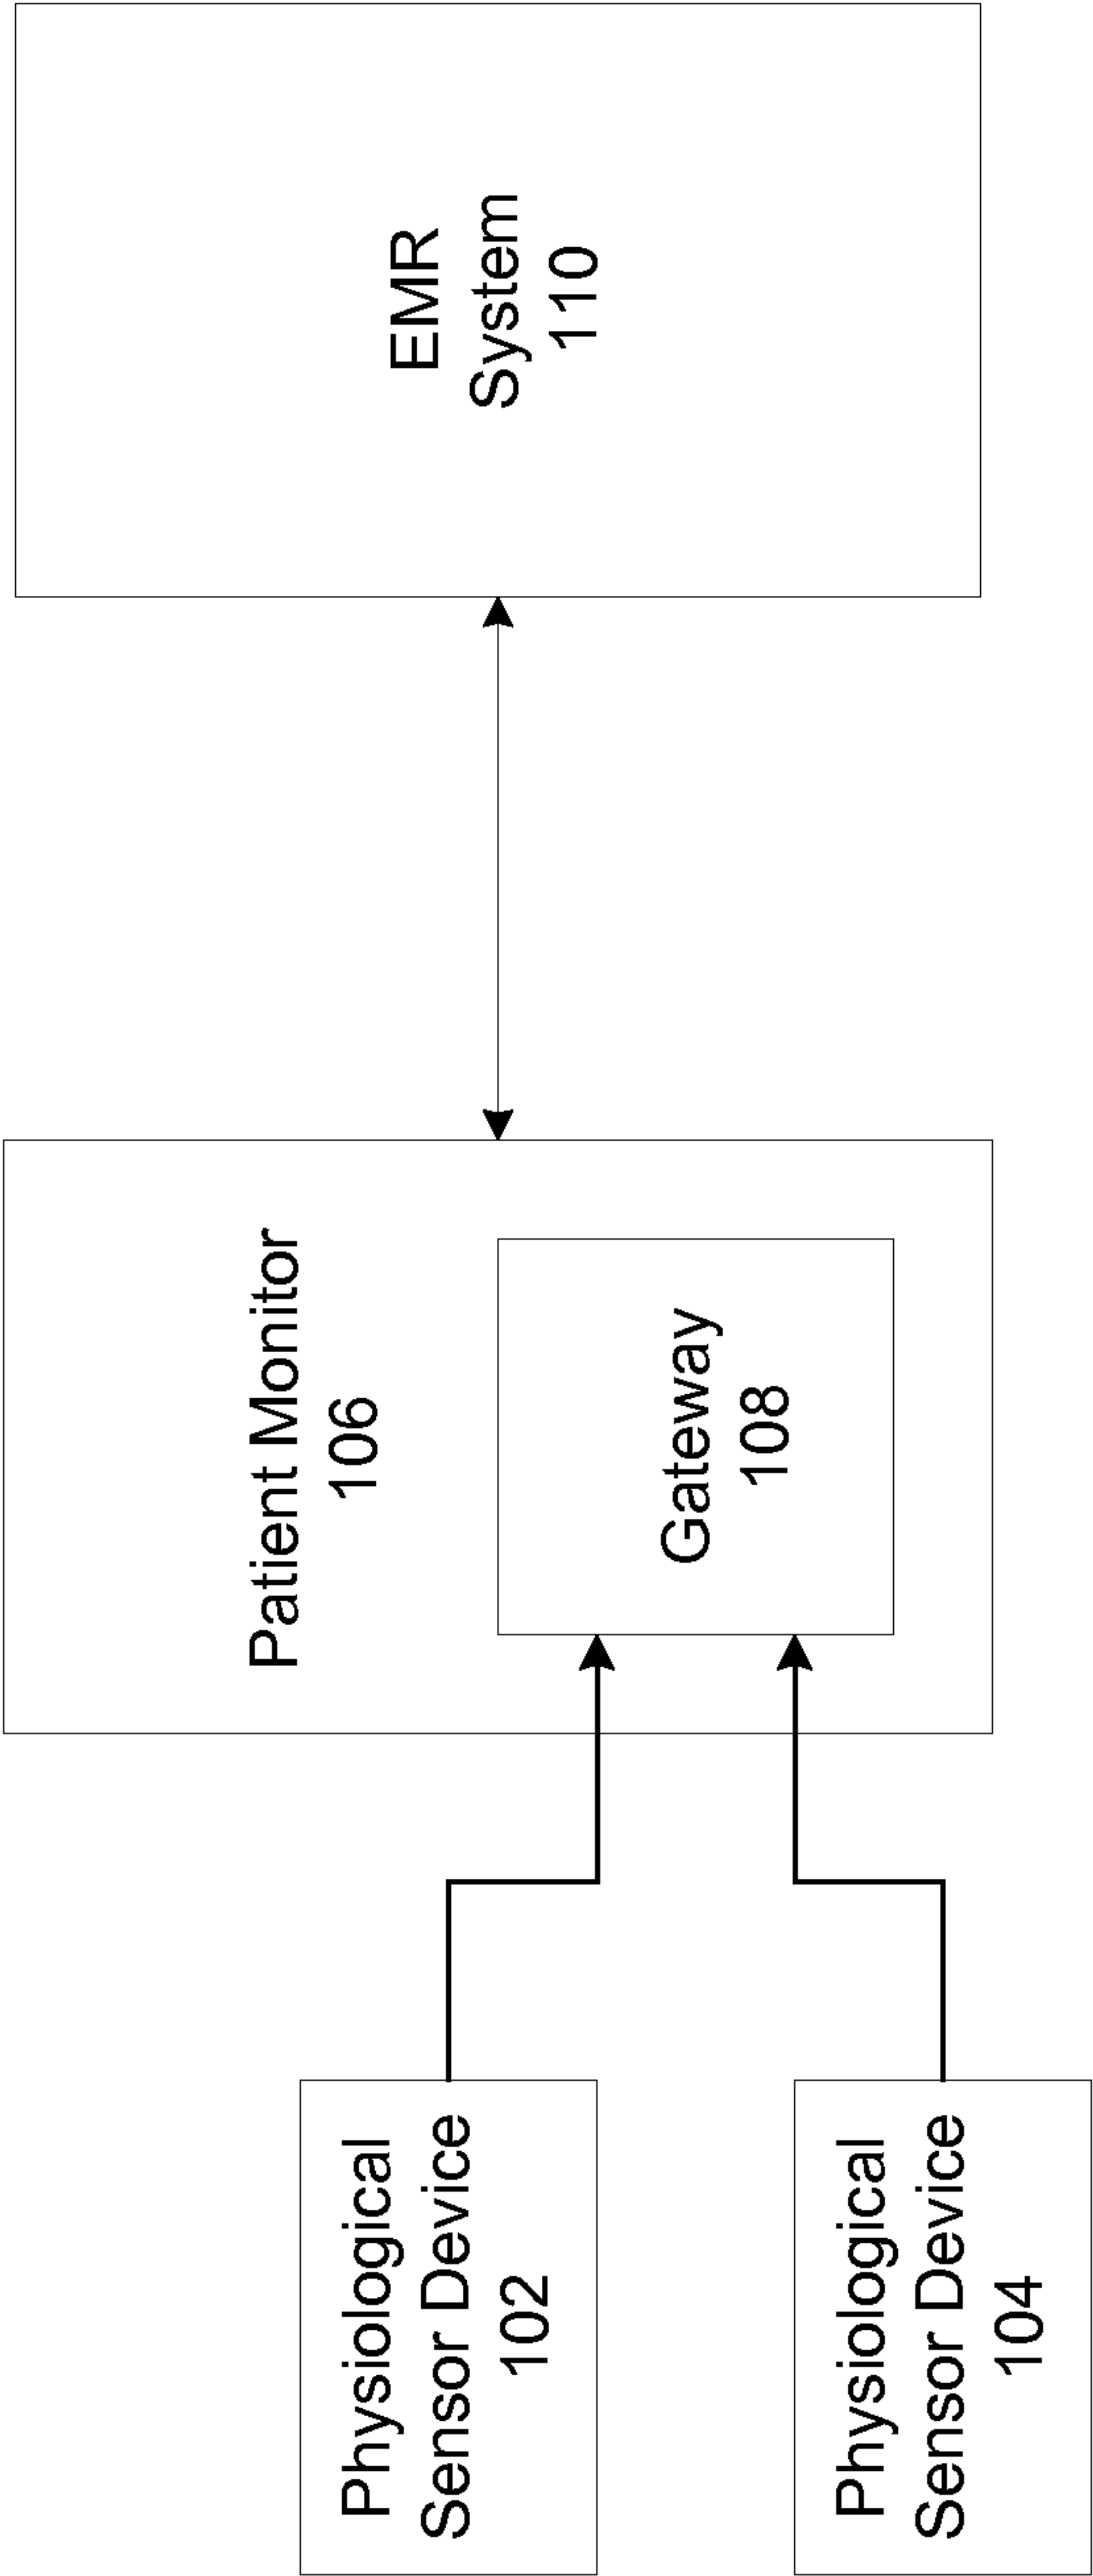 Physiological
Sensor Device
102
Physiological
Sensor Device
104
Patient Monitor
106
Gateway
108
EMR
System
110